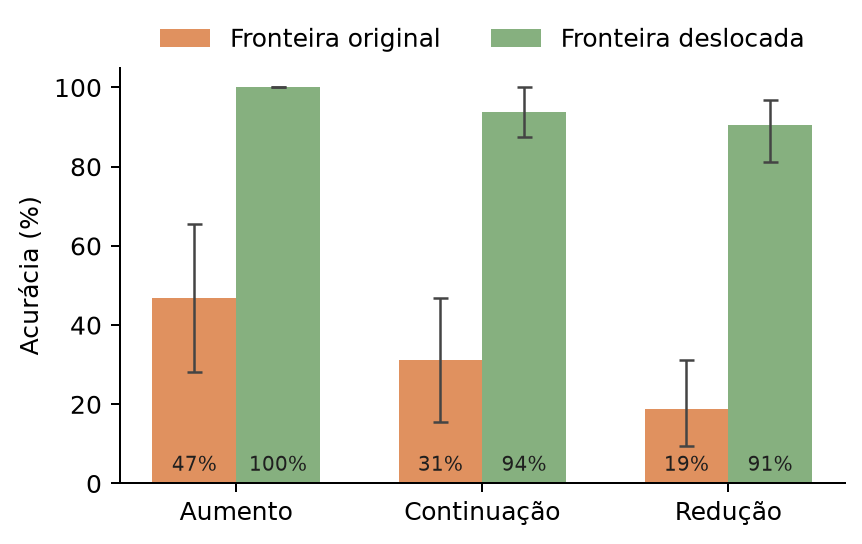 Fronteira original Fronteira deslocada
Acurácia (%)
100
80
60
40
20
0
47% 100% 31% 94% 19% 91%
Aumento Continuação Redução